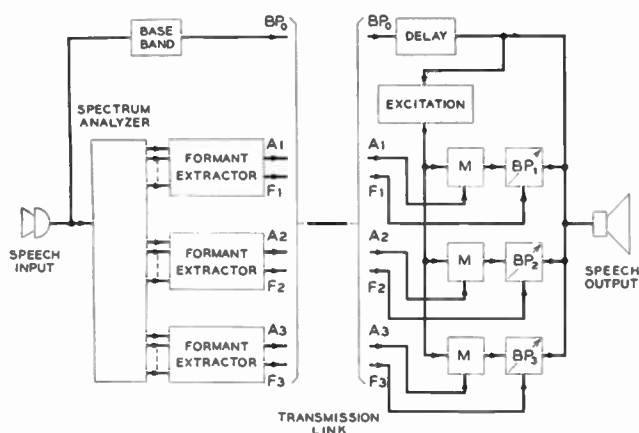 BASE
BAND
BP₀
BP₀
DELAY
EXCITATION
SPECTRUM
ANALYZER
FORMANT
EXTRACTOR
A1
F1
A1
F1
M
BP₁
SPEECH
INPUT
FORMANT
EXTRACTOR
A2
F2
A2
F2
M
BP₂
SPEECH
OUTPUT
FORMANT
EXTRACTOR
A3
F3
A3
F3
M
BP₃
TRANSMISSION
LINK